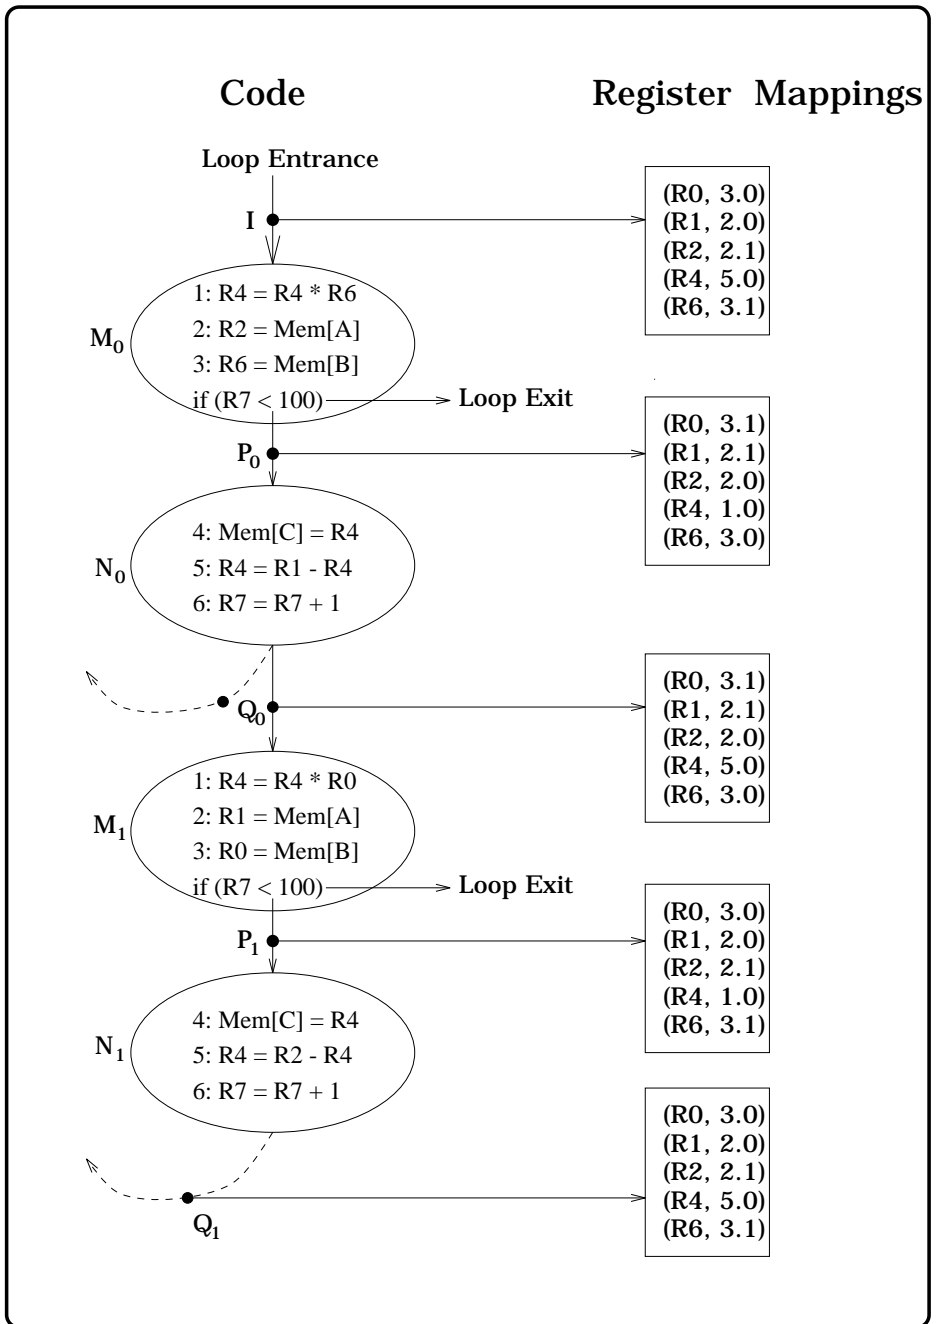 Code
Register Mappings
Loop Entrance
I
(R0, 3.0)
(R1, 2.0)
(R2, 2.1)
(R4, 5.0)
(R6, 3.1)
M0
1: R4 = R4 * R6
2: R2 = Mem[A]
3: R6 = Mem[B]
if (R7 < 100)
Loop Exit
P0
(R0, 3.1)
(R1, 2.1)
(R2, 2.0)
(R4, 1.0)
(R6, 3.0)
N0
4: Mem[C] = R4
5: R4 = R1 - R4
6: R7 = R7 + 1
Q0
(R0, 3.1)
(R1, 2.1)
(R2, 2.0)
(R4, 5.0)
(R6, 3.0)
M1
1: R4 = R4 * R0
2: R1 = Mem[A]
3: R0 = Mem[B]
if (R7 < 100)
Loop Exit
P1
(R0, 3.0)
(R1, 2.0)
(R2, 2.1)
(R4, 1.0)
(R6, 3.1)
N1
4: Mem[C] = R4
5: R4 = R2 - R4
6: R7 = R7 + 1
Q1
(R0, 3.0)
(R1, 2.0)
(R2, 2.1)
(R4, 5.0)
(R6, 3.1)